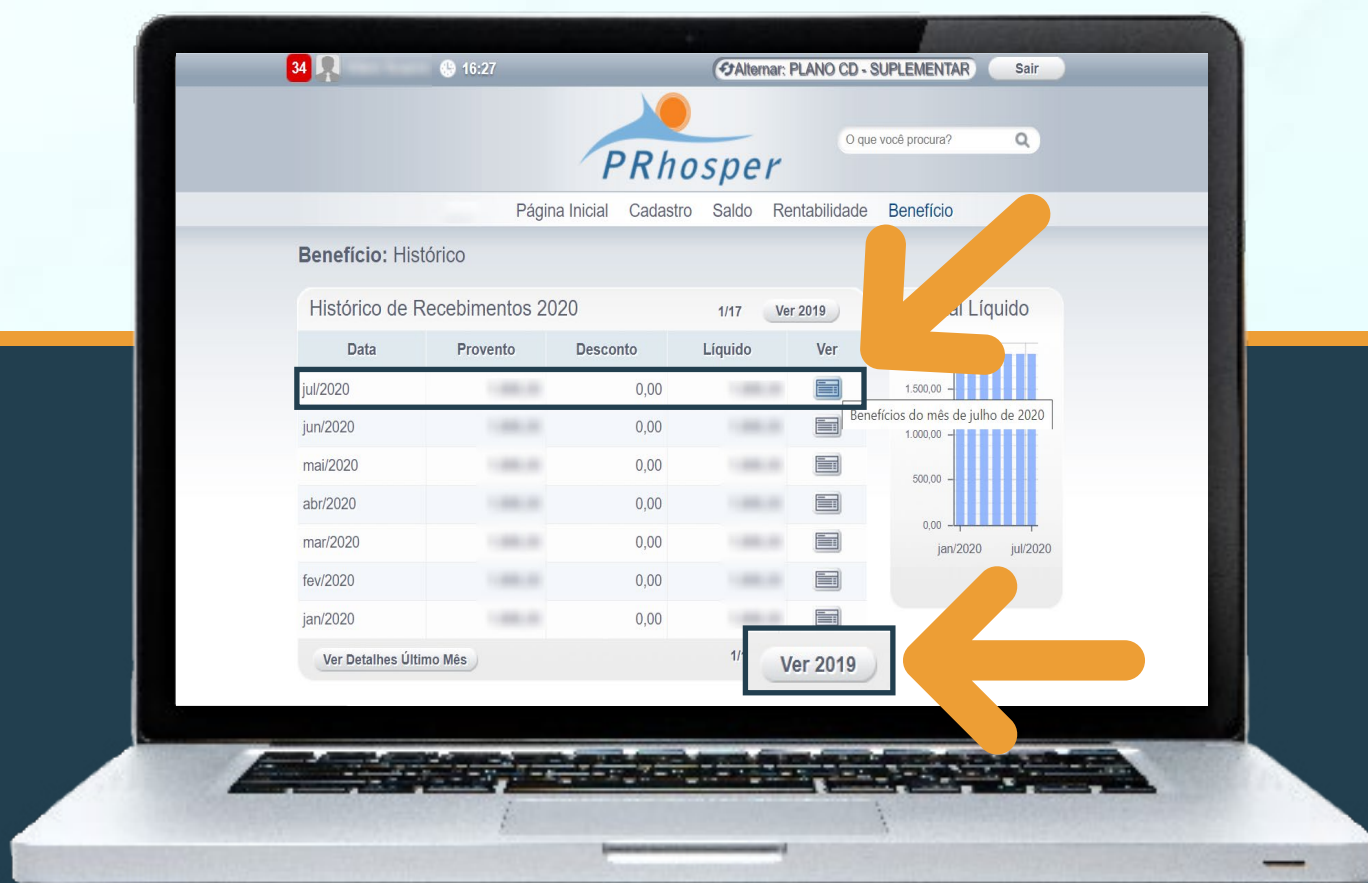 34 16:27 Alternar: PLANO CD - SUPLEMENTAR Sair
PRhosper
O que você procura?
Página Inicial Cadastro Saldo Rentabilidade Benefício
Benefício: Histórico
Histórico de Recebimentos 2020 1/17 Ver 2019
Data Provento Desconto Líquido Ver
jul/2020 0,00
jun/2020 0,00
mai/2020 0,00
abr/2020 0,00
mar/2020 0,00
fev/2020 0,00
jan/2020 0,00
Ver Detalhes Último Mês Ver 2019
Líquido
1.500,00
Benefícios do mês de julho de 2020
1.000,00
500,00
0,00
jan/2020 jul/2020